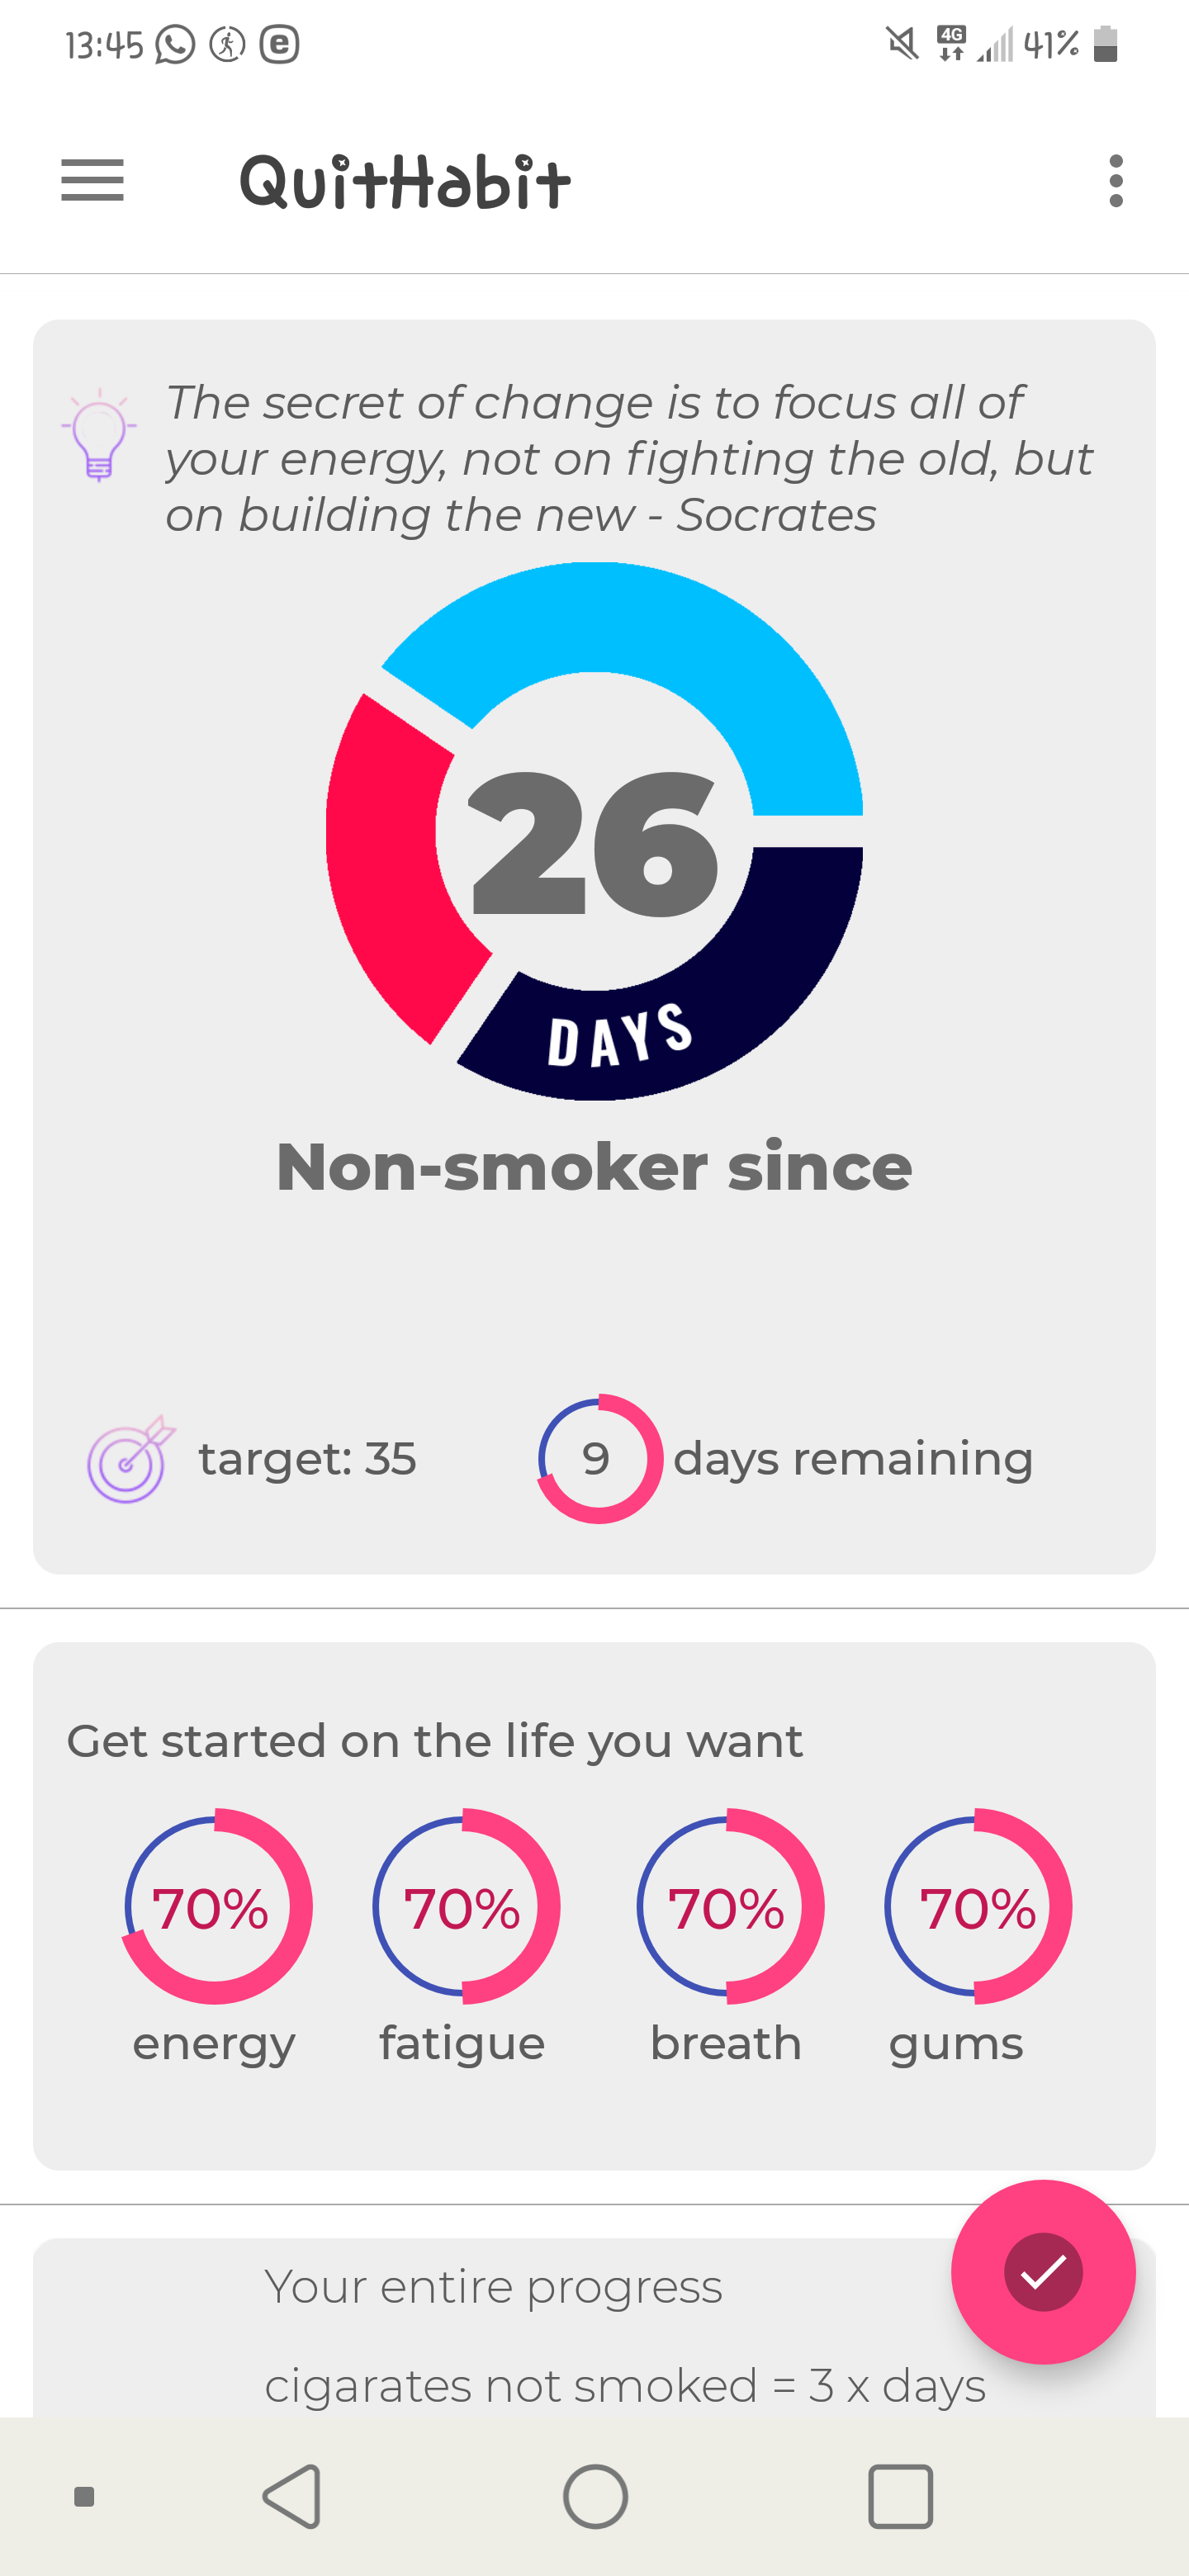 13:45 4G 41%
QuitHabit
The secret of change is to focus all of
your energy, not on fighting the old, but
on building the new - Socrates
26
DAYS
Non-smoker since
target: 35 9 days remaining
Get started on the life you want
70% 70% 70% 70%
energy fatigue breath gums
Your entire progress
cigarates not smoked = 3 x days